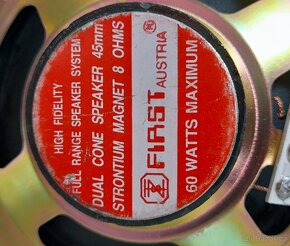 HIGH FIDELITY
FULL RANGE SPEAKER SYSTEM
DUAL CONE SPEAKER 45mm
STRONTIUM MAGNET 8 OHMS
FIRST
AUSTRIA
60 WATTS MAXIMUM